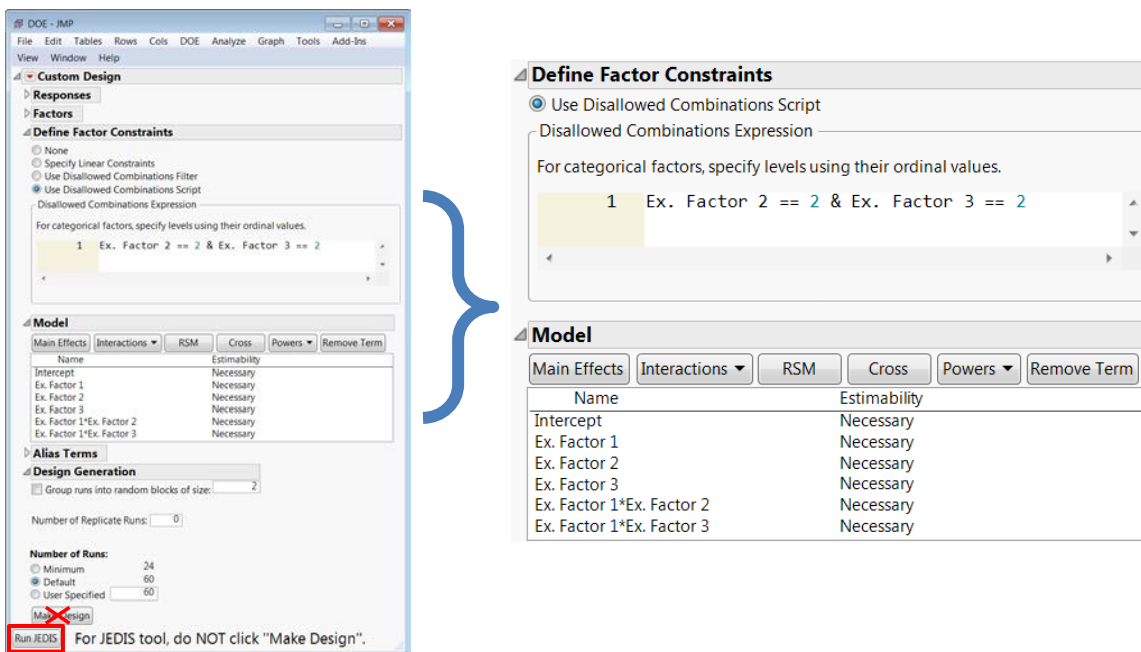 DOE - JMP
File Edit Tables Rows Cols DOE Analyze Graph Tools Add-Ins
View Window Help
Custom Design
Responses
Factors
Define Factor Constraints
None
Specify Linear Constraints
Use Disallowed Combinations Filter
Use Disallowed Combinations Script
Disallowed Combinations Expression
For categorical factors, specify levels using their ordinal values.
1 Ex. Factor 2 == 2 & Ex. Factor 3 == 2
Model
Main Effects Interactions RSM Cross Powers Remove Term
Name Estimability
Intercept Necessary
Ex. Factor 1 Necessary
Ex. Factor 2 Necessary
Ex. Factor 3 Necessary
Ex. Factor 1*Ex. Factor 2 Necessary
Ex. Factor 1*Ex. Factor 3 Necessary
Alias Terms
Design Generation
Group runs into random blocks of size: 2
Number of Replicate Runs: 0
Number of Runs:
Minimum 24
Default 60
User Specified 60
Make Design
Run JEDIS For JEDIS tool, do NOT click "Make Design".
Define Factor Constraints
Use Disallowed Combinations Script
Disallowed Combinations Expression
For categorical factors, specify levels using their ordinal values.
1 Ex. Factor 2 == 2 & Ex. Factor 3 == 2
Model
Main Effects Interactions RSM Cross Powers Remove Term
Name Estimability
Intercept Necessary
Ex. Factor 1 Necessary
Ex. Factor 2 Necessary
Ex. Factor 3 Necessary
Ex. Factor 1*Ex. Factor 2 Necessary
Ex. Factor 1*Ex. Factor 3 Necessary